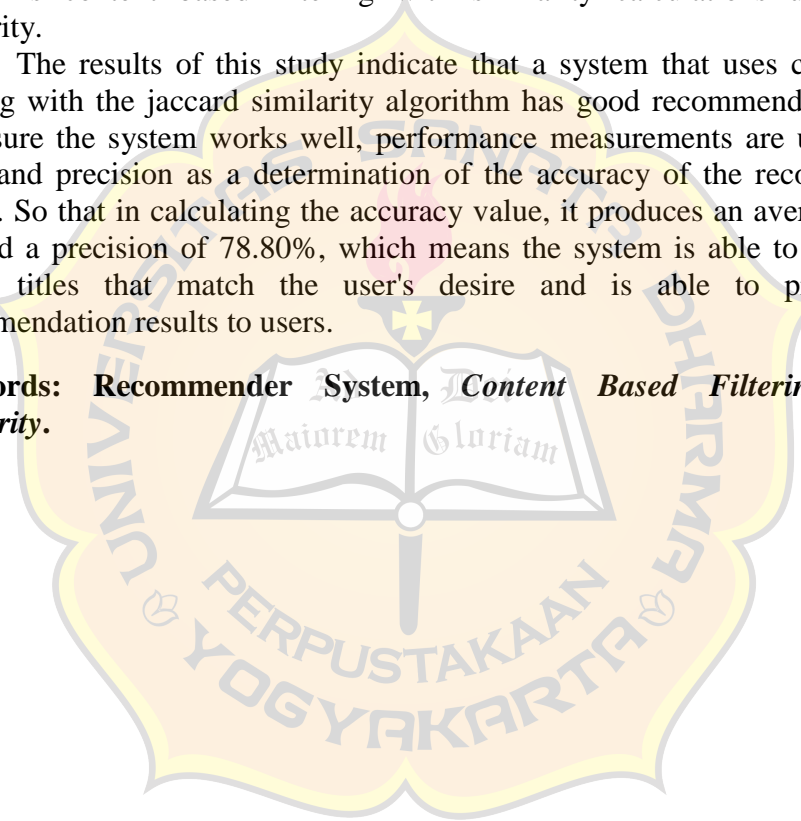 rity.
The results of this study indicate that a system that uses c
g with the jaccard similarity algorithm has good recommend
sure the system works well, performance measurements are u
and precision as a determination of the accuracy of the reco
. So that in calculating the accuracy value, it produces an aver
d a precision of 78.80%, which means the system is able to
titles that match the user's desire and is able to p
mendation results to users.
ords: Recommender System, Content Based Filterin
rity.
UNIVERSITAS SANATA DHARMA
Ad Dei
Maiorem Gloriam
PERPUSTAKAAN
YOGYAKARTA